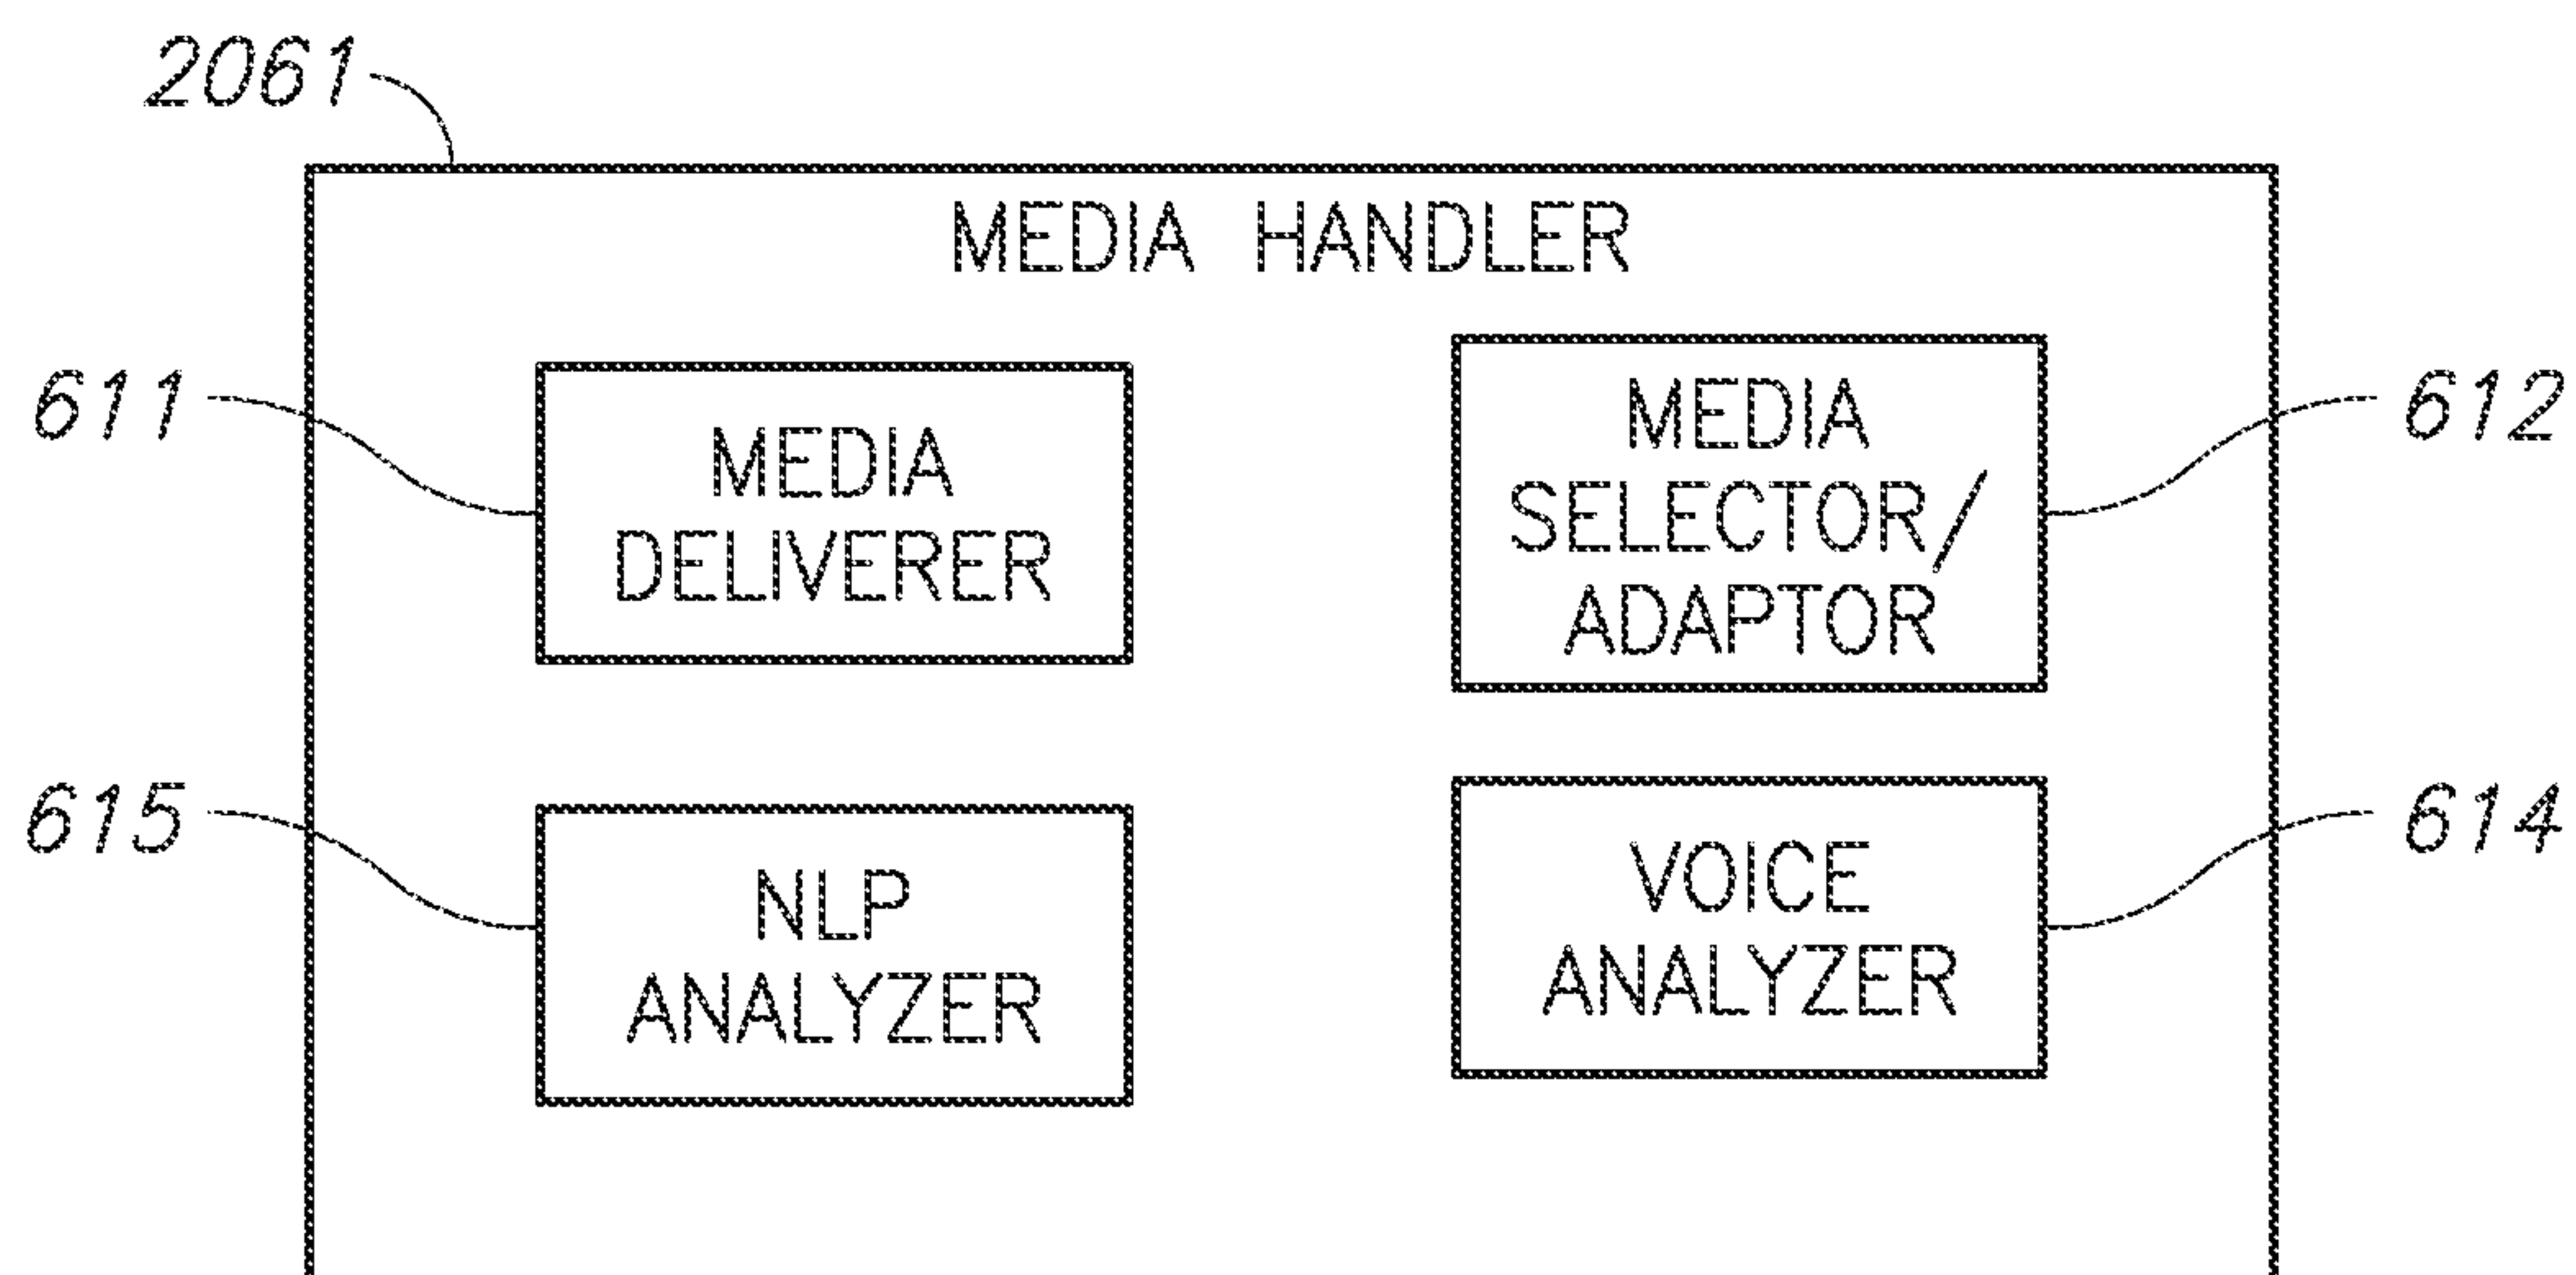 2061
MEDIA HANDLER
611
MEDIA
DELIVERER
MEDIA
SELECTOR/
ADAPTOR
612
615
NLP
ANALYZER
VOICE
ANALYZER
614